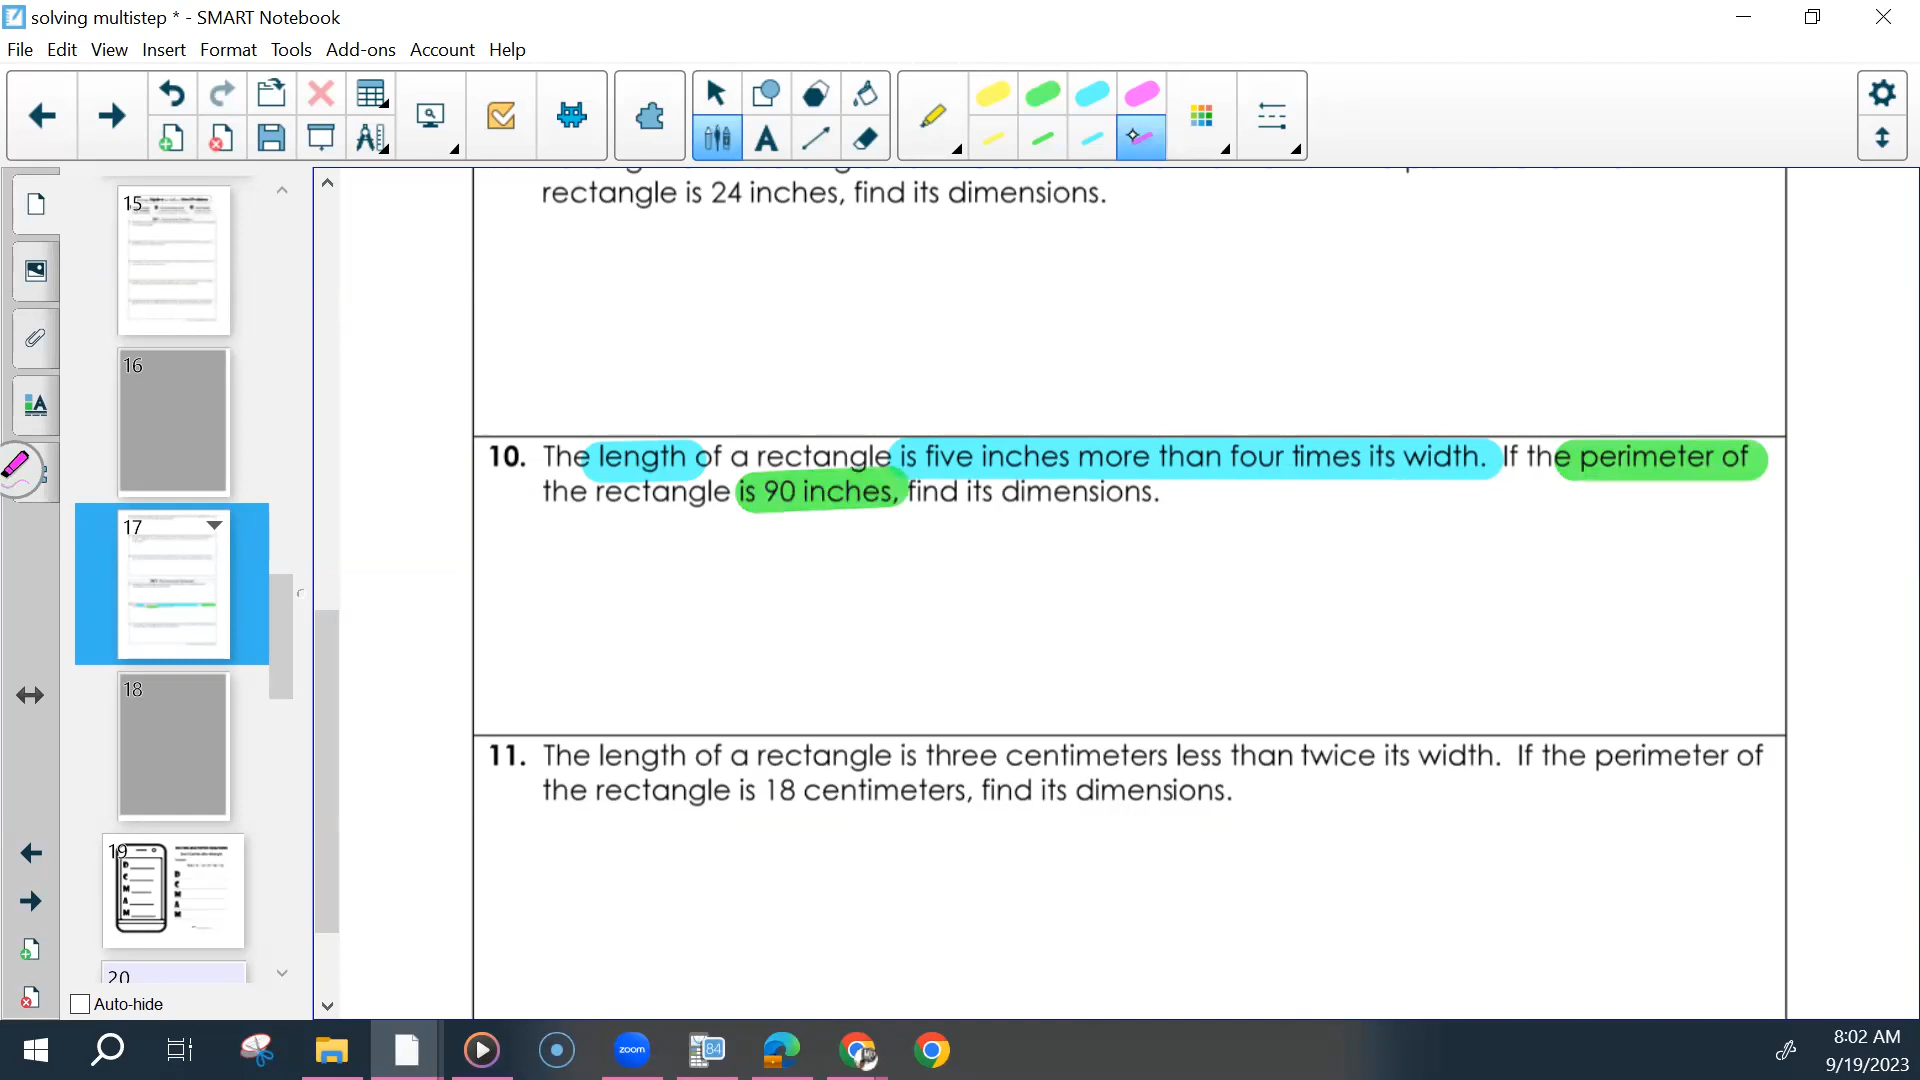 solving multistep * - SMART Notebook
File Edit View Insert Format Tools Add-ons Account Help
15
16
17
18
19
D
C
M
A
M
D
C
M
A
M
20
Auto-hide
rectangle is 24 inches, find its dimensions.
10. The length of a rectangle is five inches more than four times its width. If the perimeter of
the rectangle is 90 inches, find its dimensions.
11. The length of a rectangle is three centimeters less than twice its width. If the perimeter of
the rectangle is 18 centimeters, find its dimensions.
zoom
84
8:02 AM
9/19/2023